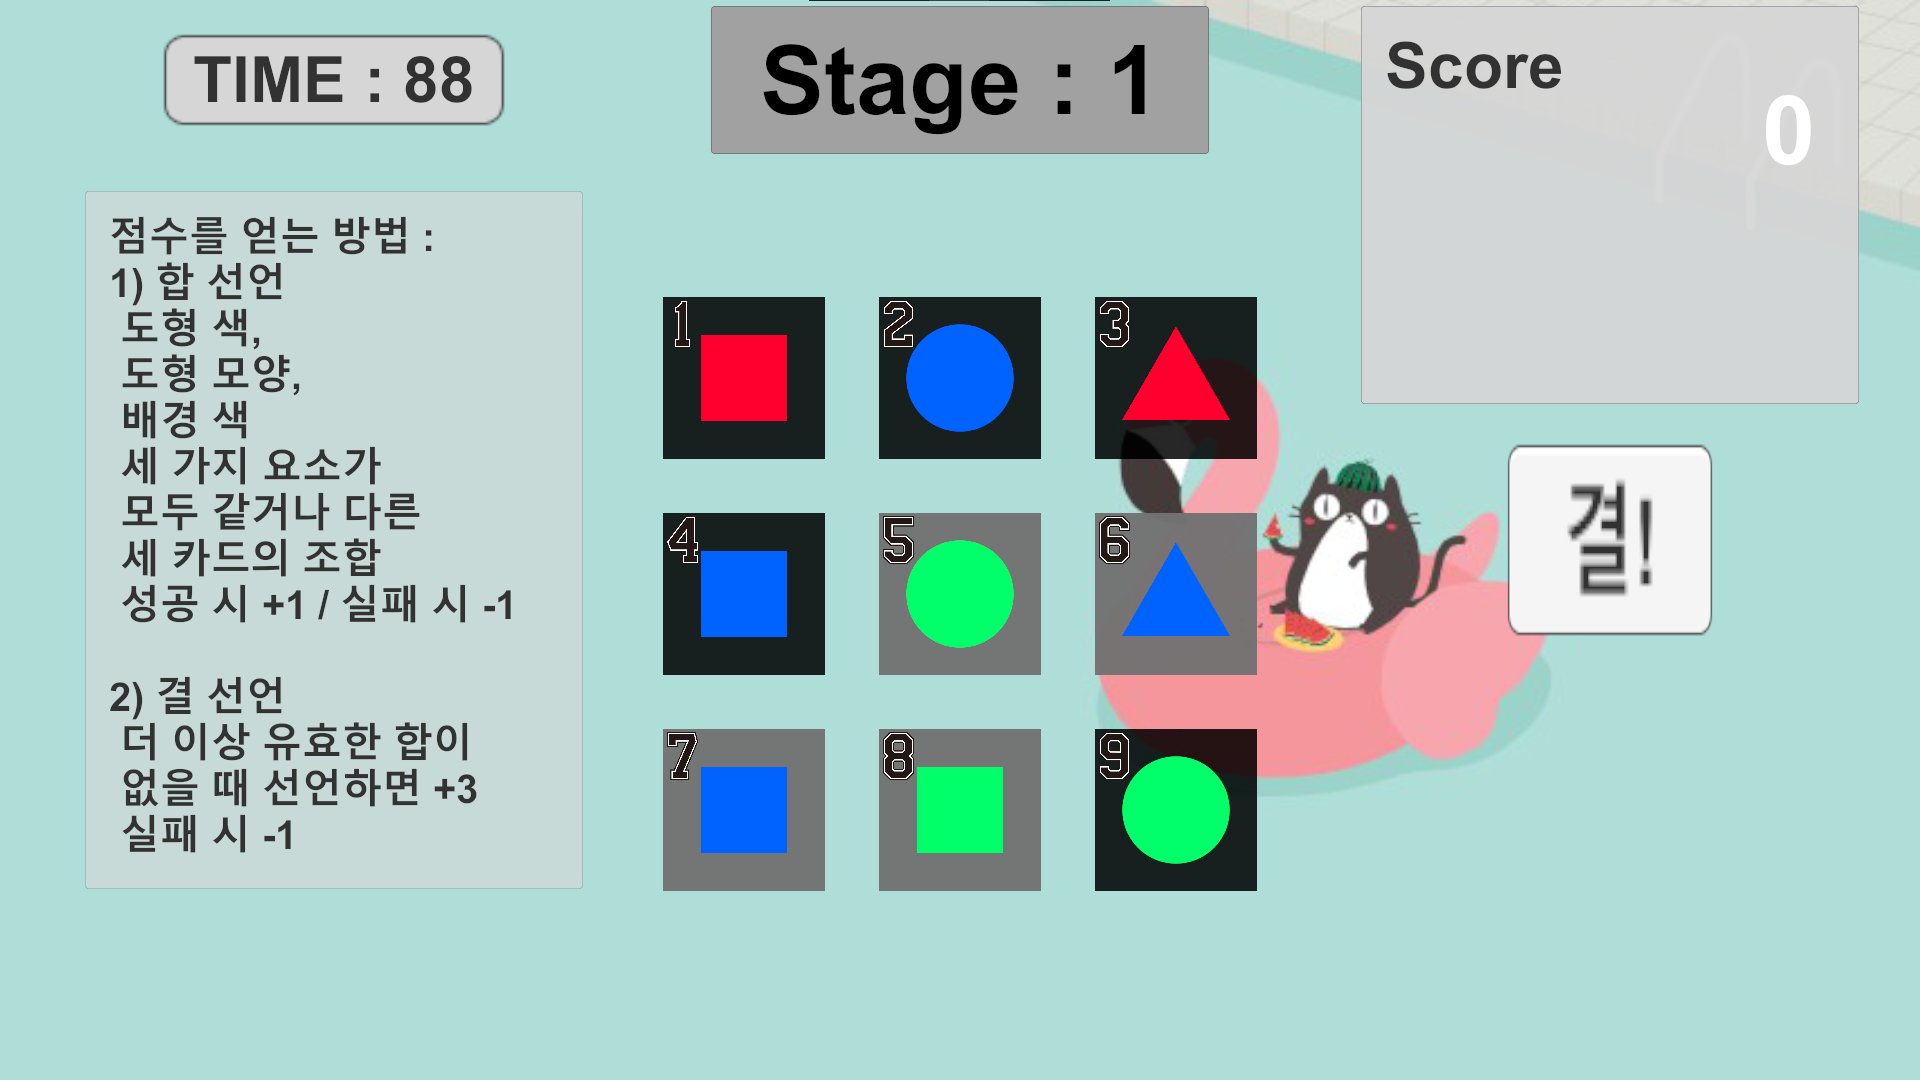 TIME : 88
Stage : 1
Score
0
점수를 얻는 방법 :
1) 합 선언
도형 색,
도형 모양,
배경 색
세 가지 요소가
모두 같거나 다른
세 카드의 조합
성공 시 +1 / 실패 시 -1
2) 결 선언
더 이상 유효한 합이
없을 때 선언하면 +3
실패 시 -1
1
2
3
4
5
6
7
8
9
결!